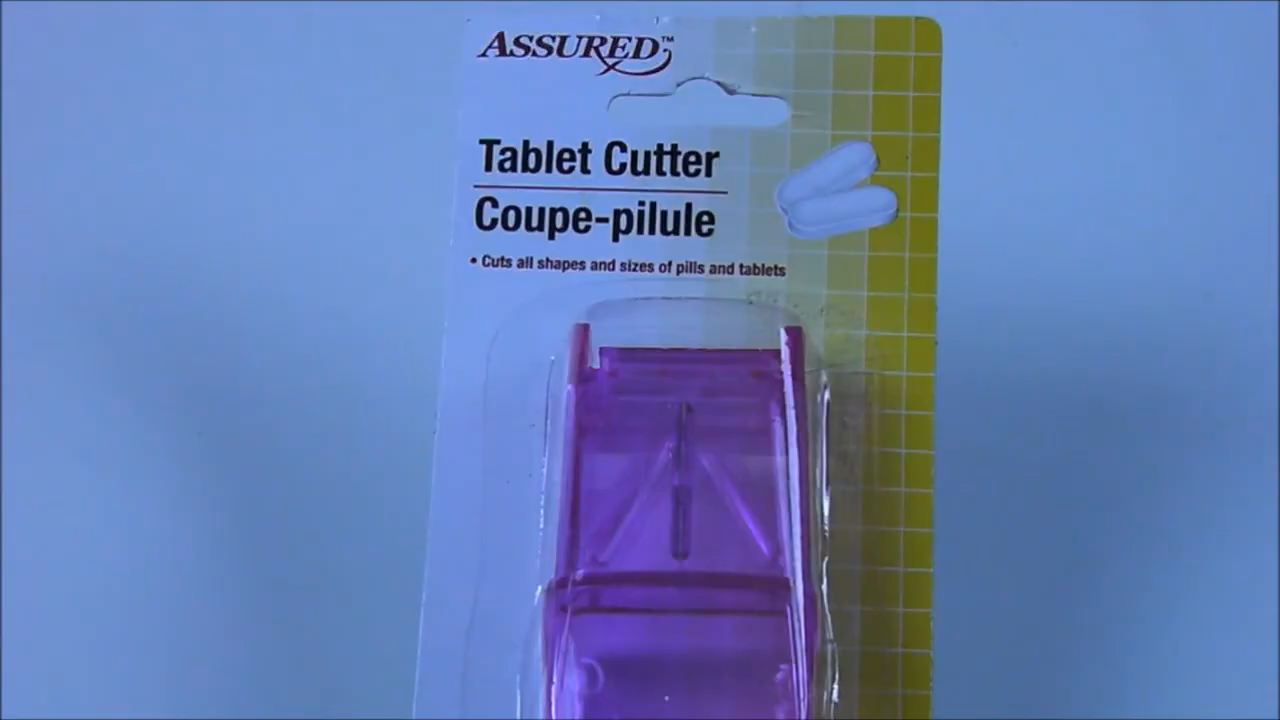 ASSURED™
Tablet Cutter
Coupe-pilule
• Cuts all shapes and sizes of pills and tablets